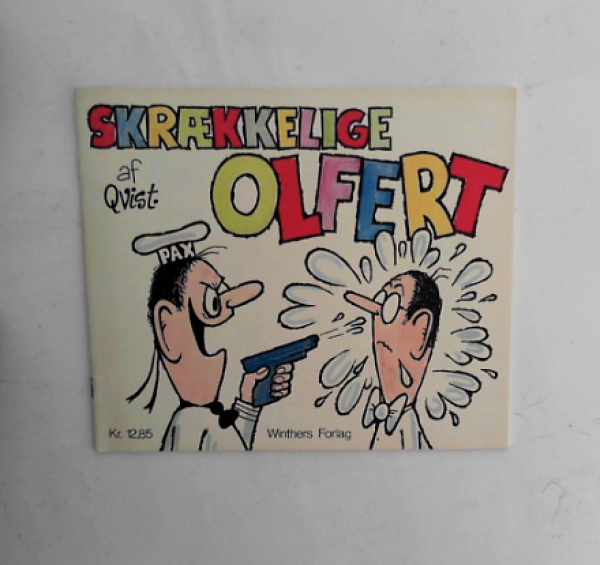 SKRÆKKELIGE
OLFERT
af
Qvist.
PAX
Kr. 12,85
Winthers Forlag